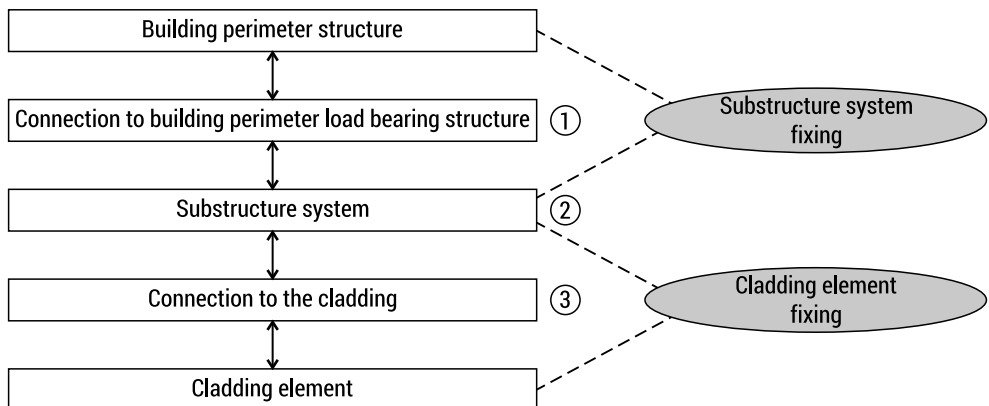 Building perimeter structure
Connection to building perimeter load bearing structure
1
Substructure system
fixing
Substructure system
2
Connection to the cladding
3
Cladding element
fixing
Cladding element